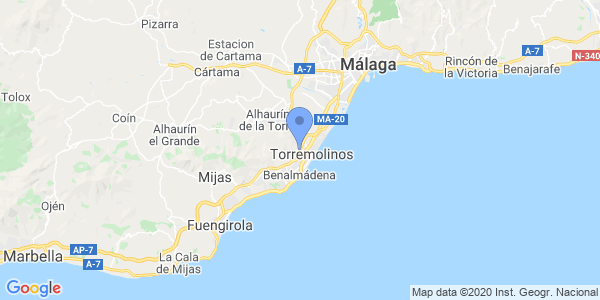 Pizarra
Estacion
de Cartama
Cártama
A-7
Málaga
A-7
Rincón de
la Victoria
N-340
Benajarafe
Tolox
Coín
Alhaurín
de la Torre
MA-20
Alhaurín
el Grande
Torremolinos
Benalmádena
Mijas
Ojén
Fuengirola
Marbella
AP-7
A-7
La Cala
de Mijas
Google
Map data ©2020 Inst. Geogr. Nacional